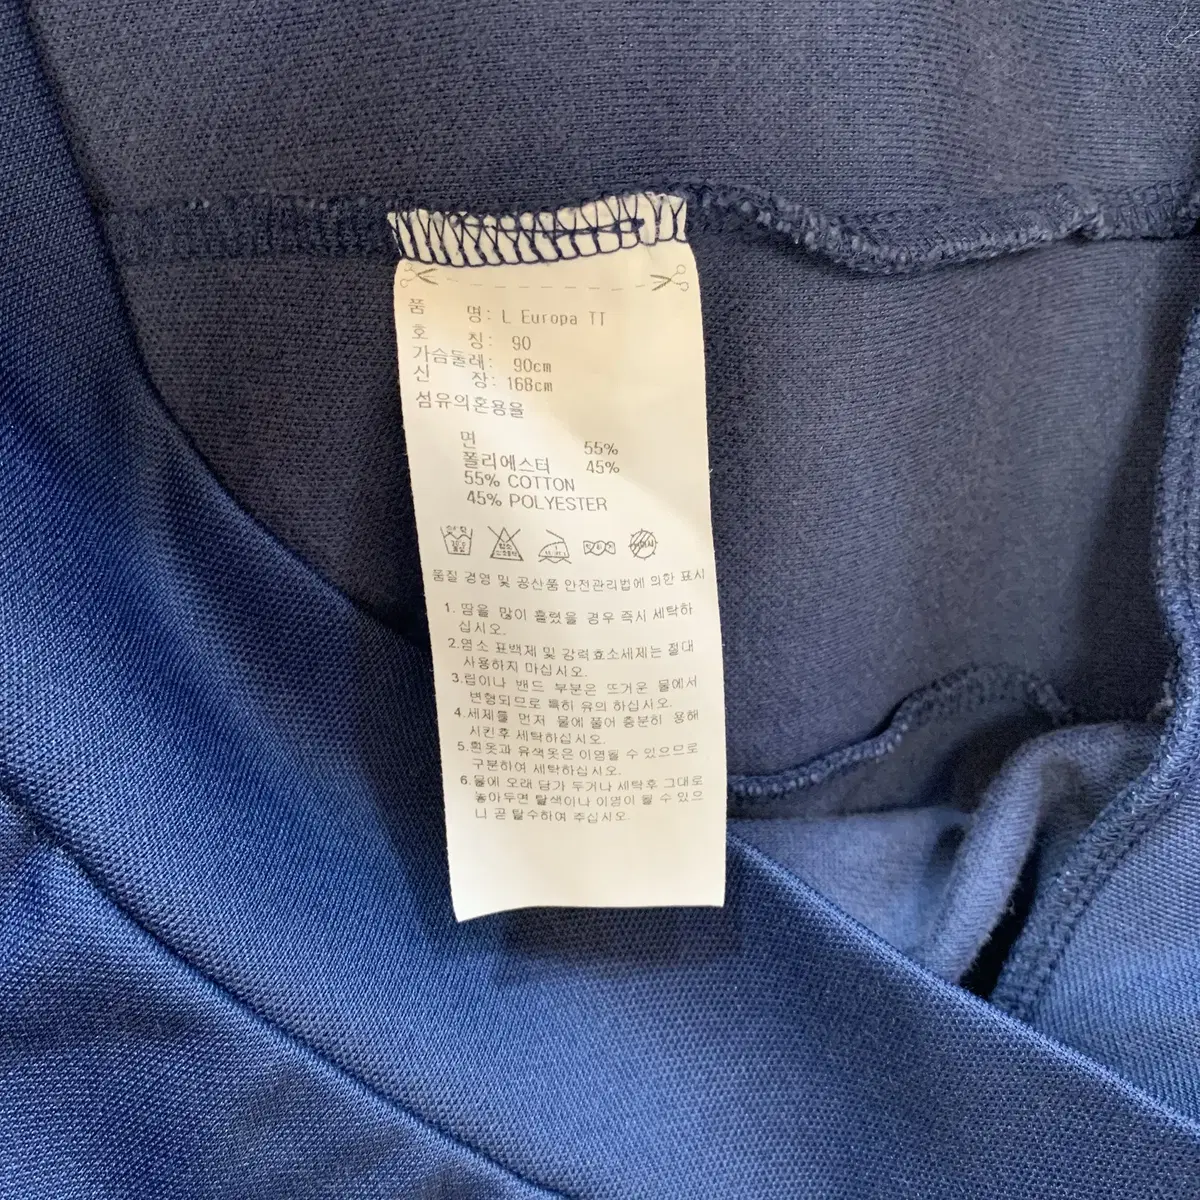 품 명: L Europa TT
호 칭: 90
가슴둘레: 90cm
신 장: 168cm
섬유의혼용율
면 55%
폴리에스터 45%
55% COTTON
45% POLYESTER
품질 경영 및 공산품 안전관리법에 의한 표시
1. 땀을 많이 흘렸을 경우 즉시 세탁하
십시오.
2.염소 표백제 및 강력효소세제는 절대
사용하지 마십시오.
3.립이나 밴드 부분은 뜨거운 물에서
변형되므로 특히 유의 하십시오.
4.세제를 먼저 물에 풀어 충분히 용해
시킨후 세탁하십시오.
5.흰옷과 유색옷은 이염될 수 있으므로
구분하여 세탁하십시오.
6.물에 오래 담가 두거나 세탁후 그대로
놓아두면 탈색이나 이염이 될 수 있으
니 곧 탈수하여 주십시오.